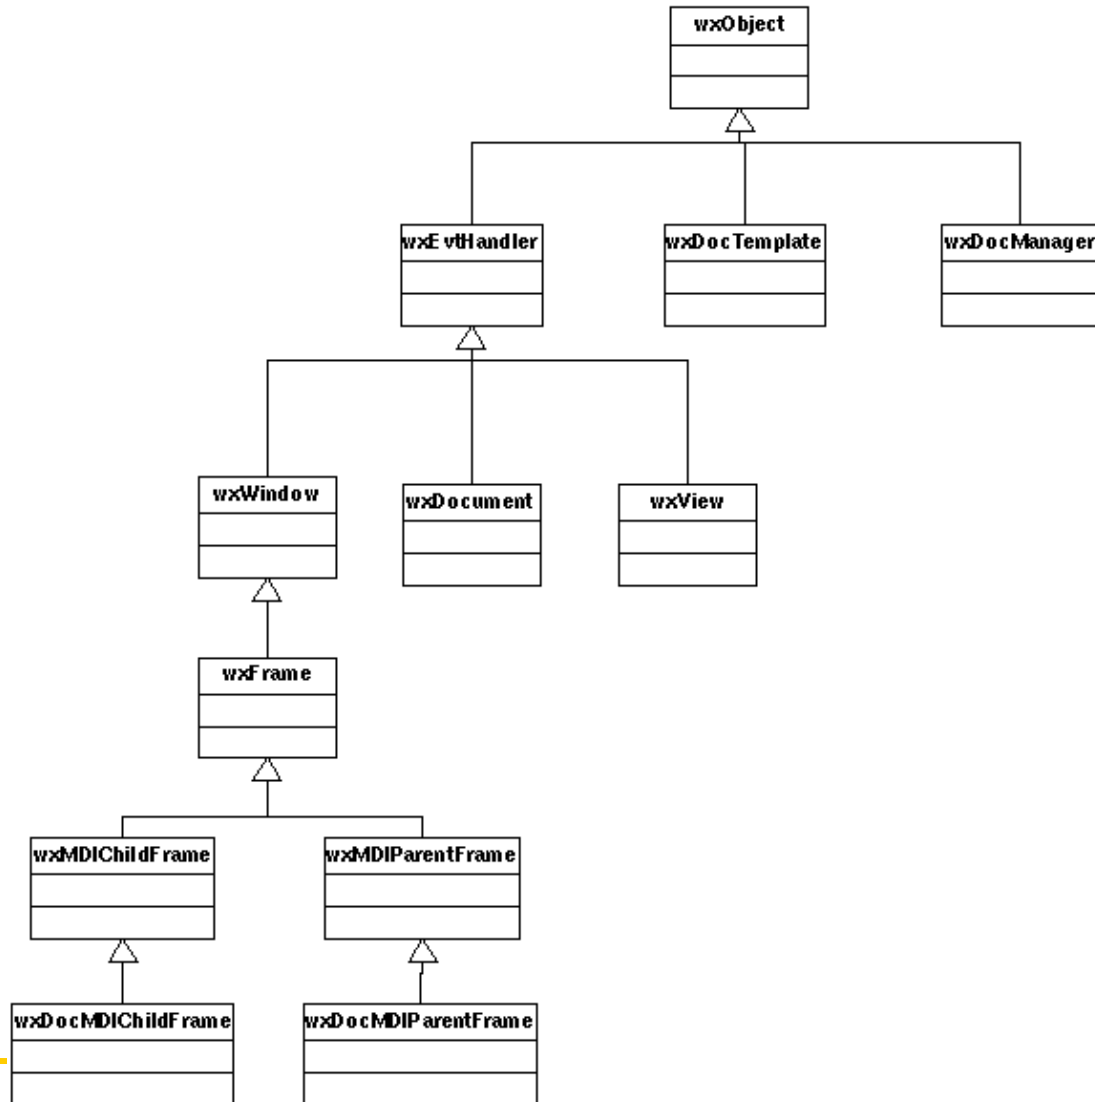 wxObject
wxEvtHandler
wxDocTemplate
wxDocManager
wxWindow
wxDocument
wxView
wxFrame
wxMDIChildFrame
wxMDIParentFrame
wxDocMDIChildFrame
wxDocMDIParentFrame